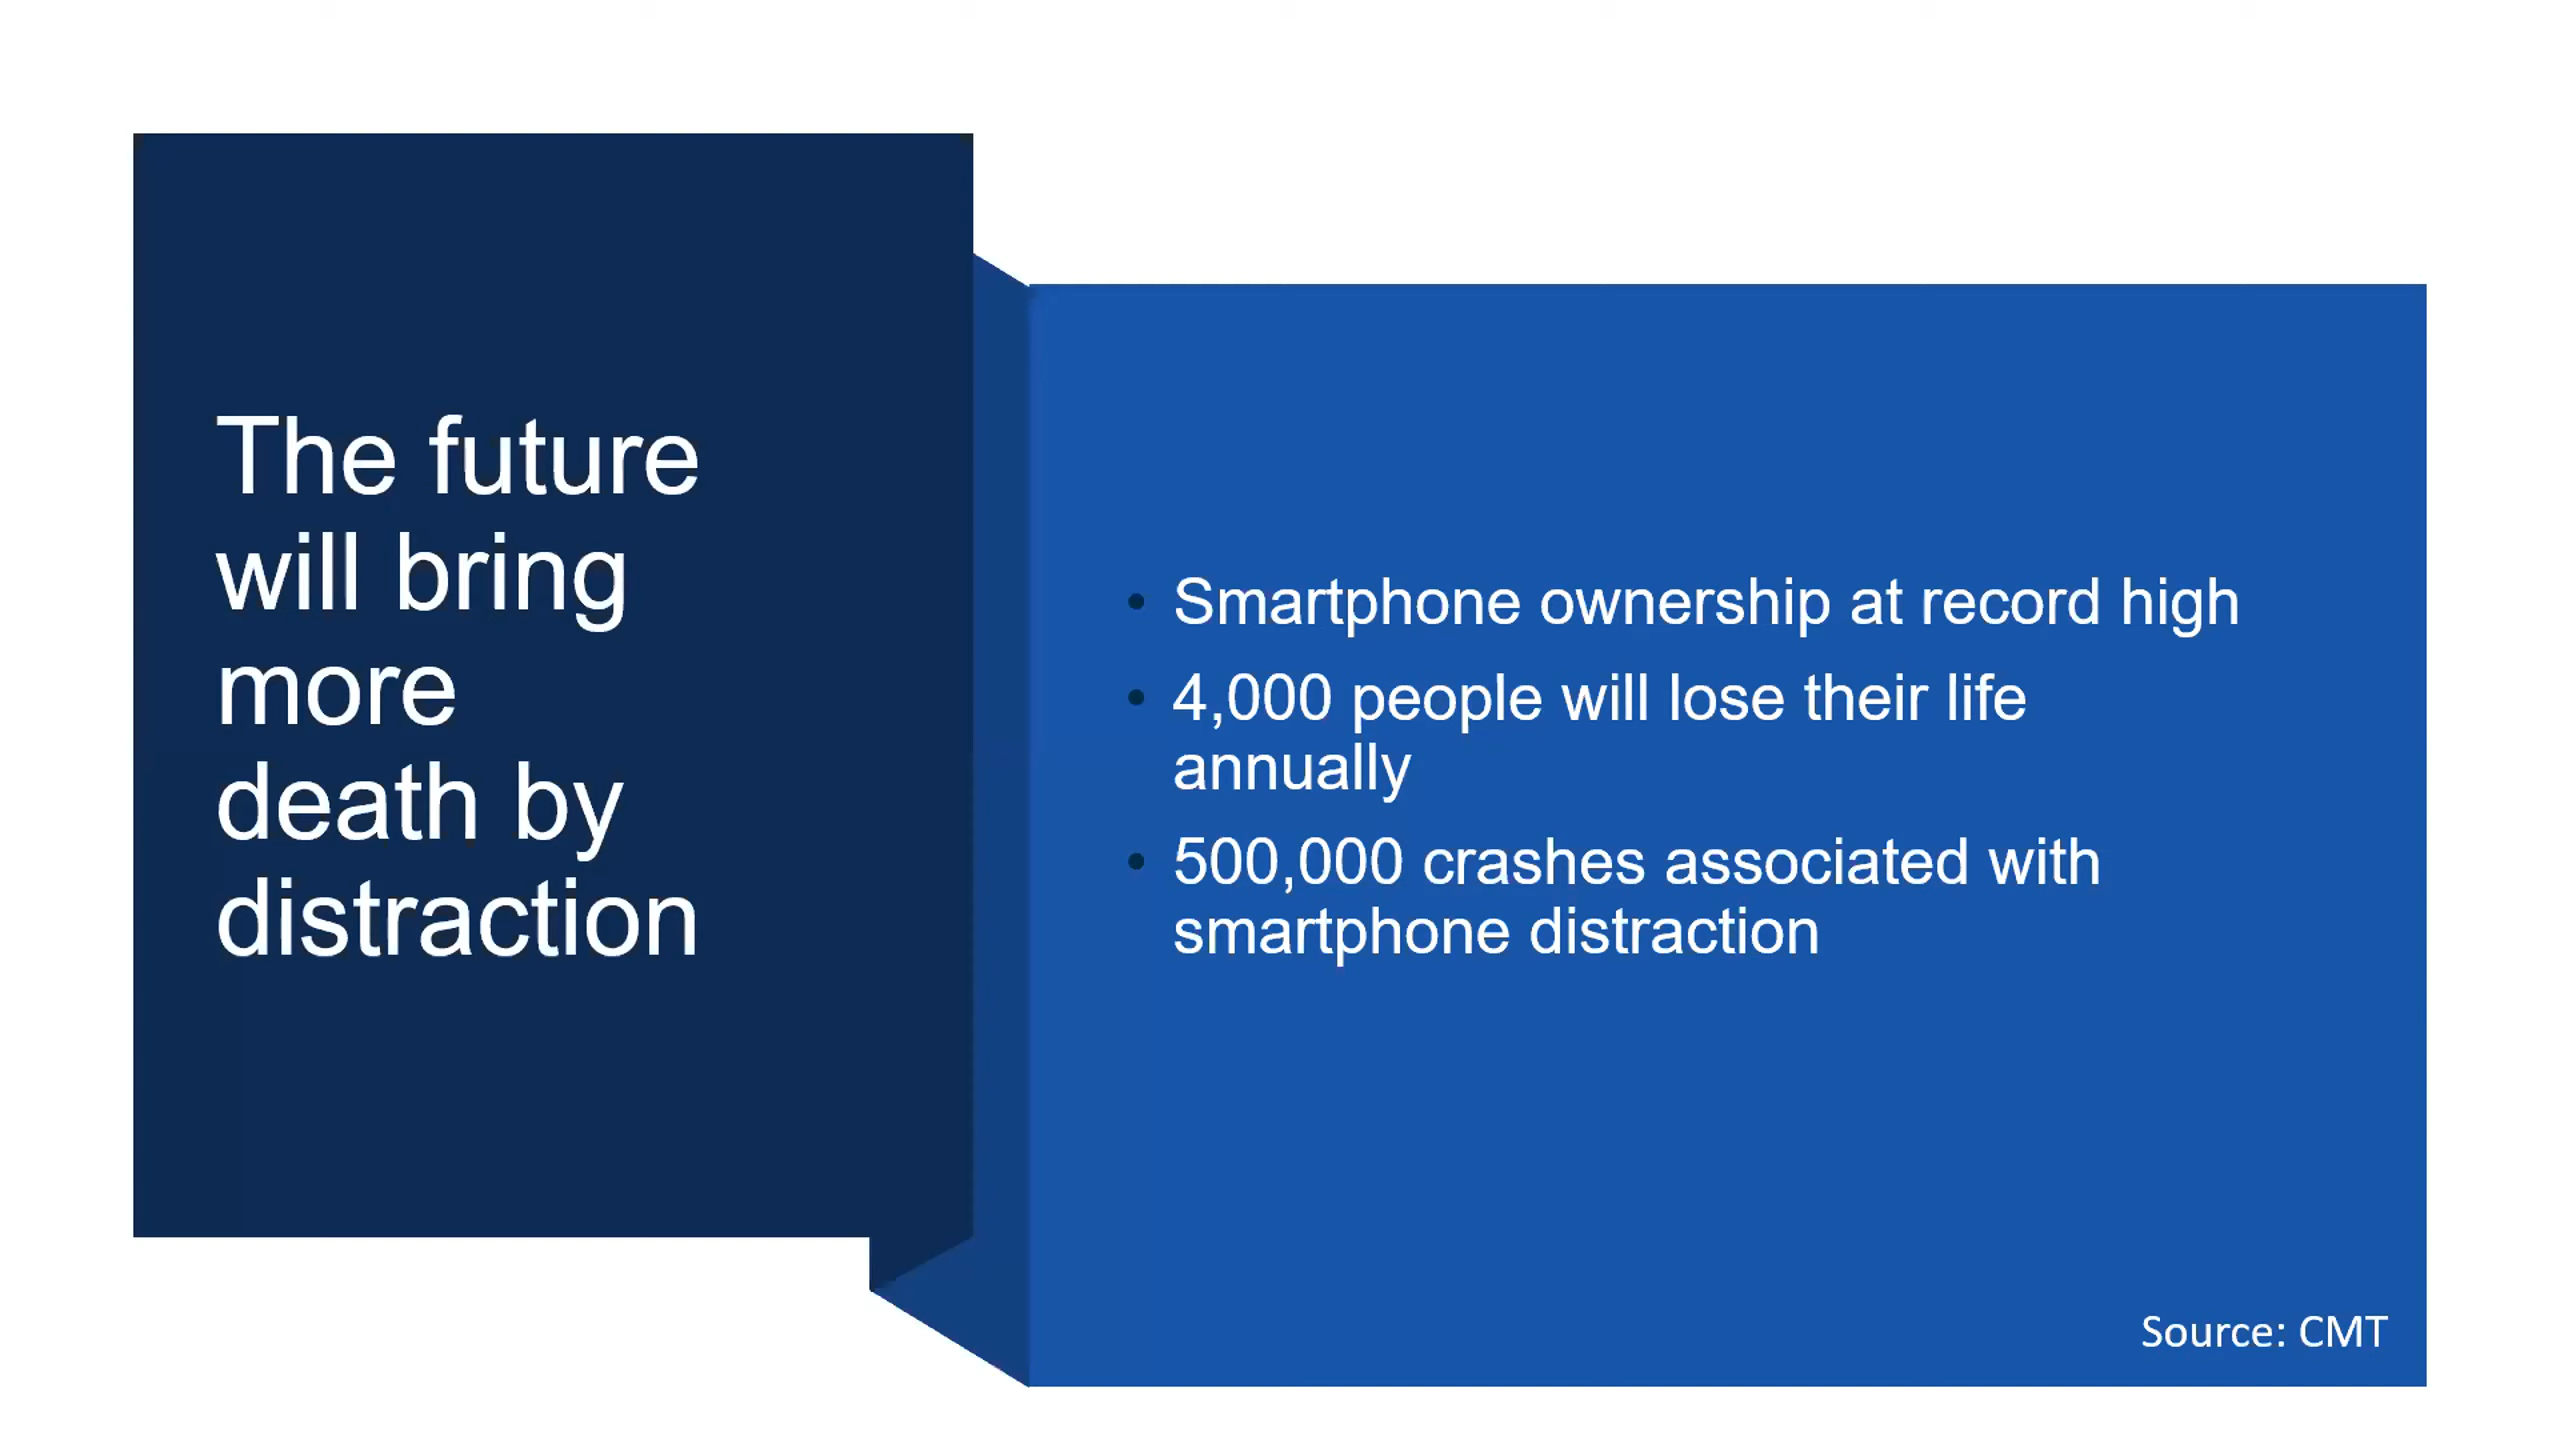 The future
will bring
more
death by
distraction
• Smartphone ownership at record high
• 4,000 people will lose their life
annually
• 500,000 crashes associated with
smartphone distraction
Source: CMT